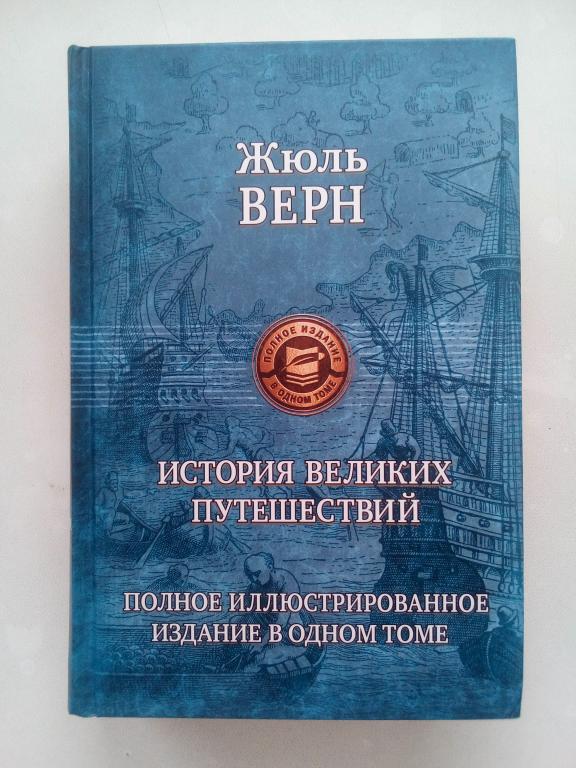 Жюль
ВЕРН
ПОЛНОЕ ИЗДАНИЕ
В ОДНОМ ТОМЕ
ИСТОРИЯ ВЕЛИКИХ
ПУТЕШЕСТВИЙ
ПОЛНОЕ ИЛЛЮСТРИРОВАННОЕ
ИЗДАНИЕ В ОДНОМ ТОМЕ